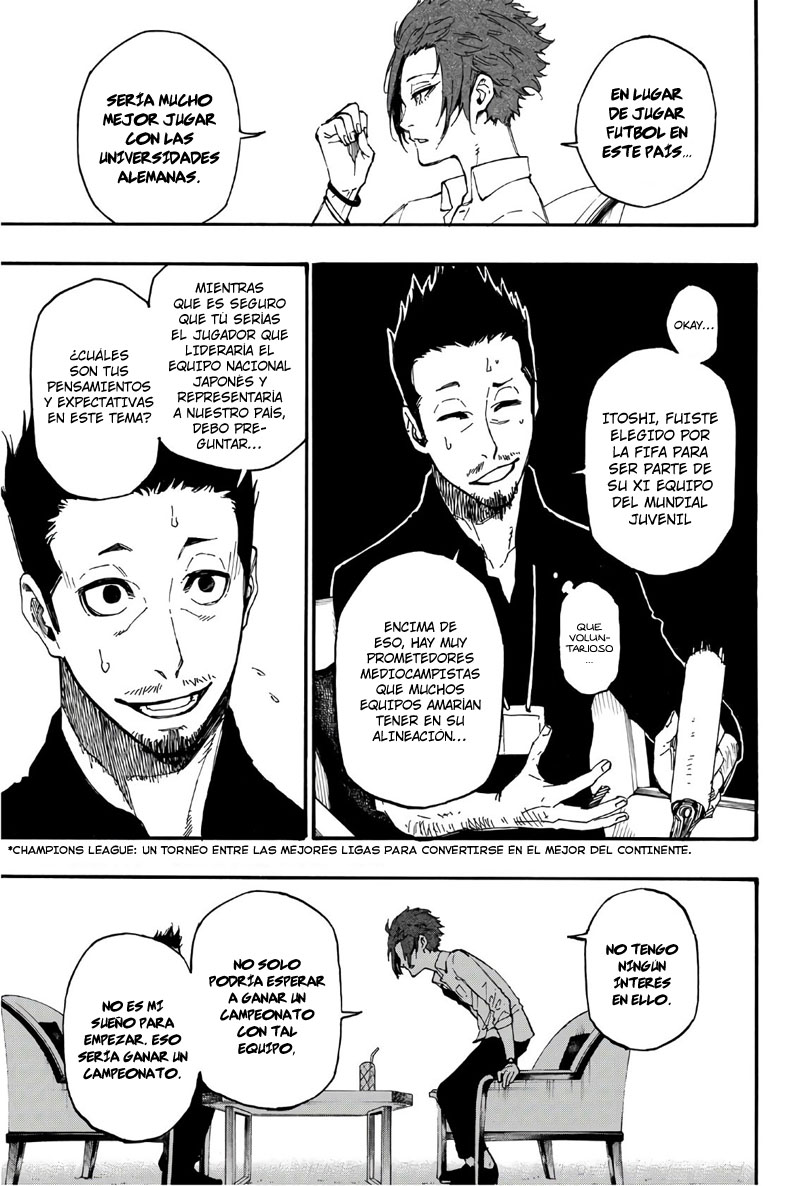 EN LUGAR
DE JUGAR
FUTBOL EN
ESTE PAÍS...
SERÍA MUCHO
MEJOR JUGAR
CON LAS
UNIVERSIDADES
ALEMANAS.
OKAY...
ITOSHI, FUISTE
ELEGIDO POR
LA FIFA PARA
SER PARTE DE
SU XI EQUIPO
DEL MUNDIAL
JUVENIL
QUE
VOLUN-
TARIOSO
...
ENCIMA DE
ESO, HAY MUY
PROMETEDORES
MEDIOCAMPISTAS
QUE MUCHOS
EQUIPOS AMARÍAN
TENER EN SU
ALINEACIÓN...
MIENTRAS
QUE ES SEGURO
QUE TÚ SERÍAS
EL JUGADOR QUE
LIDERARÍA EL
EQUIPO NACIONAL
JAPONÉS Y
REPRESENTARÍA
A NUESTRO PAÍS,
DEBO PRE-
GUNTAR...
¿CUÁLES
SON TUS
PENSAMIENTOS
Y EXPECTATIVAS
EN ESTE TEMA?
*CHAMPIONS LEAGUE: UN TORNEO ENTRE LAS MEJORES LIGAS PARA CONVERTIRSE EN EL MEJOR DEL CONTINENTE.
NO TENGO
NINGÚN
INTERÉS
EN ELLO.
NO SOLO
PODRÍA ESPERAR
A GANAR UN
CAMPEONATO
CON TAL
EQUIPO,
NO ES MI
SUEÑO PARA
EMPEZAR. ESO
SERÍA GANAR UN
CAMPEONATO.